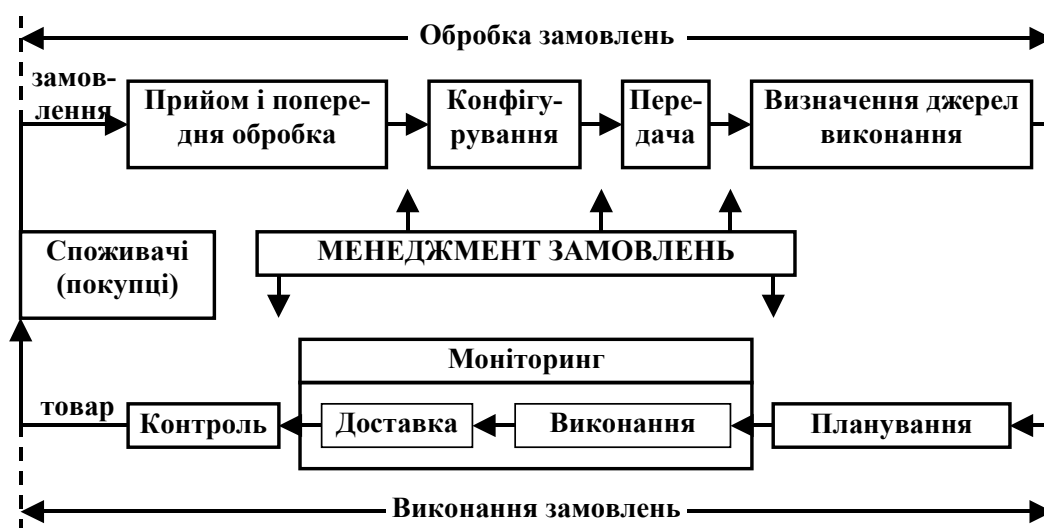 Обробка замовлень
замов-
лення
Прийом і попере-
дня обробка
Конфігу-
рування
Пере-
дача
Визначення джерел
виконання
Споживачі
(покупці)
МЕНЕДЖМЕНТ ЗАМОВЛЕНЬ
Моніторинг
товар
Контроль
Доставка
Виконання
Планування
Виконання замовлень